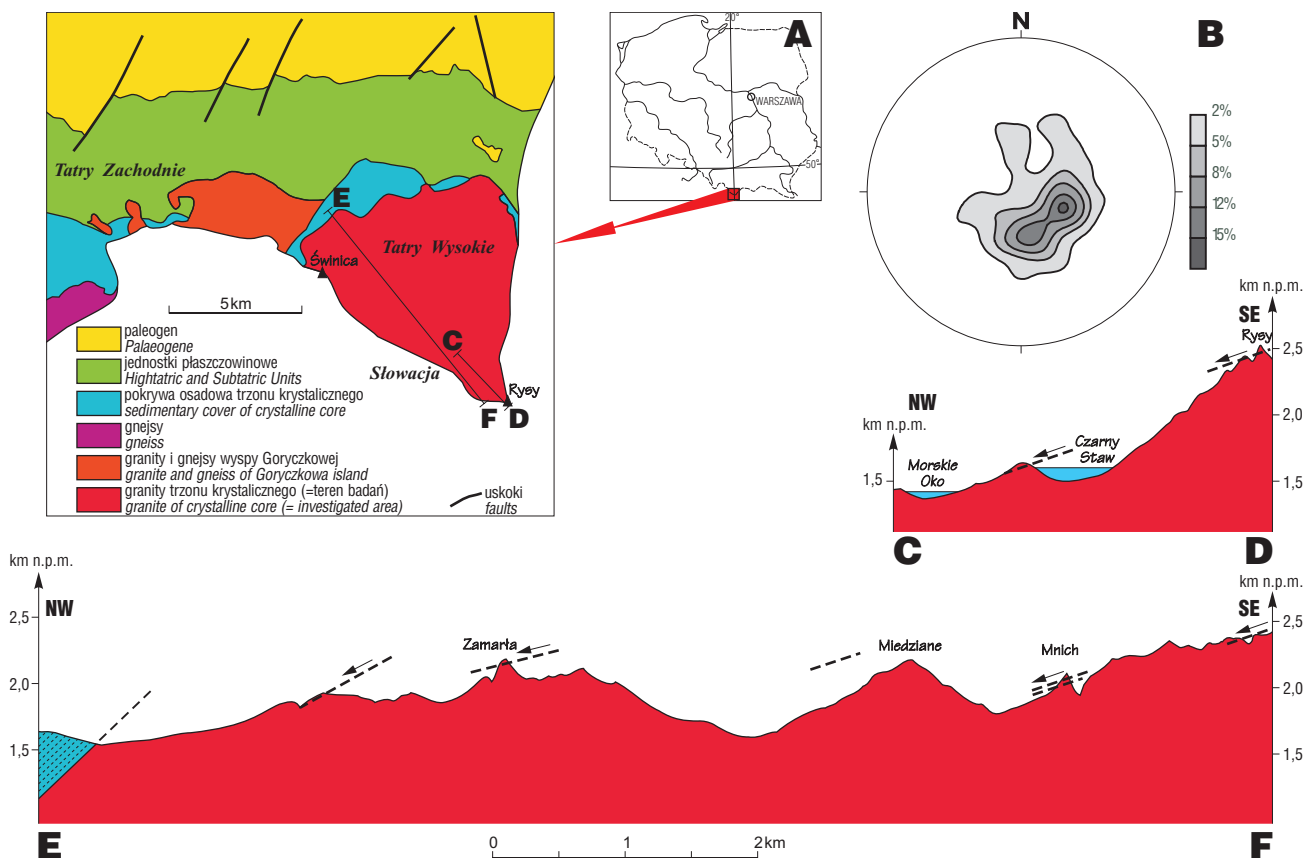 Tatry Zachodnie
E
Tatry Wysokie
Świnica
5 km
C
Słowacja
Rysy
F D
paleogen
Palaeogene
jednostki płaszczowinowe
Hightatric and Subtatric Units
pokrywa osadowa trzonu krystalicznego
sedimentary cover of crystalline core
gnejsy
gneiss
granity i gnejsy wyspy Goryczkowej
granite and gneiss of Goryczkowa island
granity trzonu krystalicznego (=teren badań)
granite of crystalline core (= investigated area)
uskoki
faults
20°
A
WARSZAWA
50°
N
B
2%
5%
8%
12%
15%
km n.p.m.
SE
Rysy
2,5
NW
km n.p.m.
2,0
Czarny
Staw
Morskie
Oko
1,5
1,5
C
D
km n.p.m.
NW
km n.p.m.
SE
2,5
2,5
Zamarła
Miedziane
Mnich
2,0
2,0
1,5
1,5
E
0 1 2 km
F